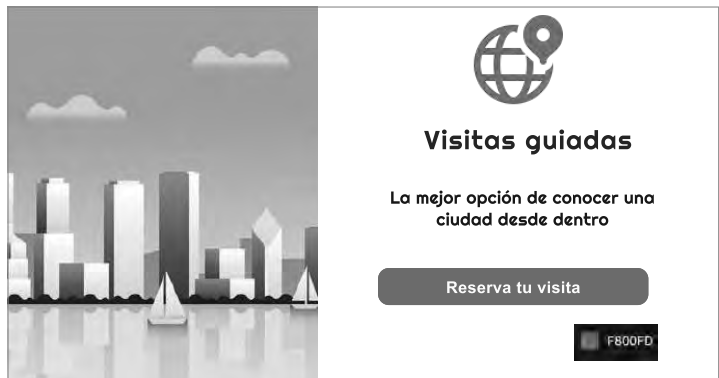 Visitas guiadas
La mejor opción de conocer una
ciudad desde dentro
Reserva tu visita
F800FD